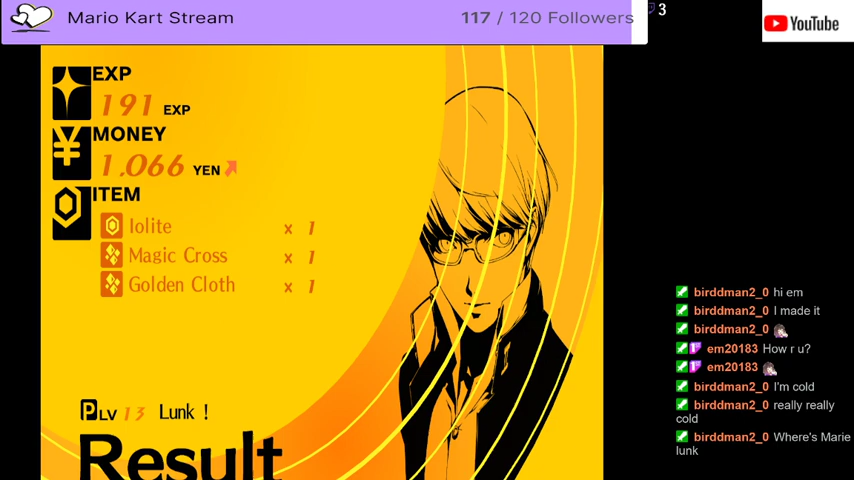 Mario Kart Stream
117 / 120 Followers
3
YouTube
EXP
191 EXP
MONEY
1,066 YEN
ITEM
Iolite x 1
Magic Cross x 1
Golden Cloth x 1
PLV 13 Lunk !
Result
birddman2_0 hi em
birddman2_0 I made it
birddman2_0
em20183 How r u?
em20183
birddman2_0 I'm cold
birddman2_0 really really
cold
birddman2_0 Where's Marie
lunk